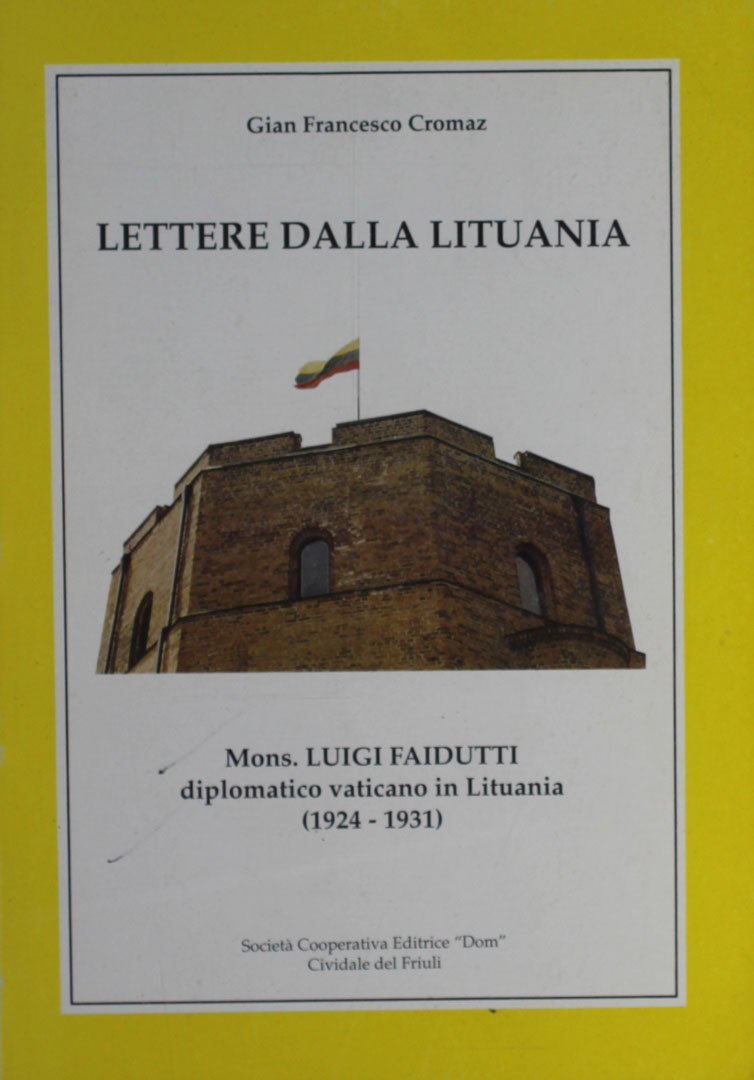 Gian Francesco Cromaz
LETTERE DALLA LITUANIA
Mons. LUIGI FAIDUTTI
diplomatico vaticano in Lituania
(1924 - 1931)
Società Cooperativa Editrice “Dom”
Cividale del Friuli